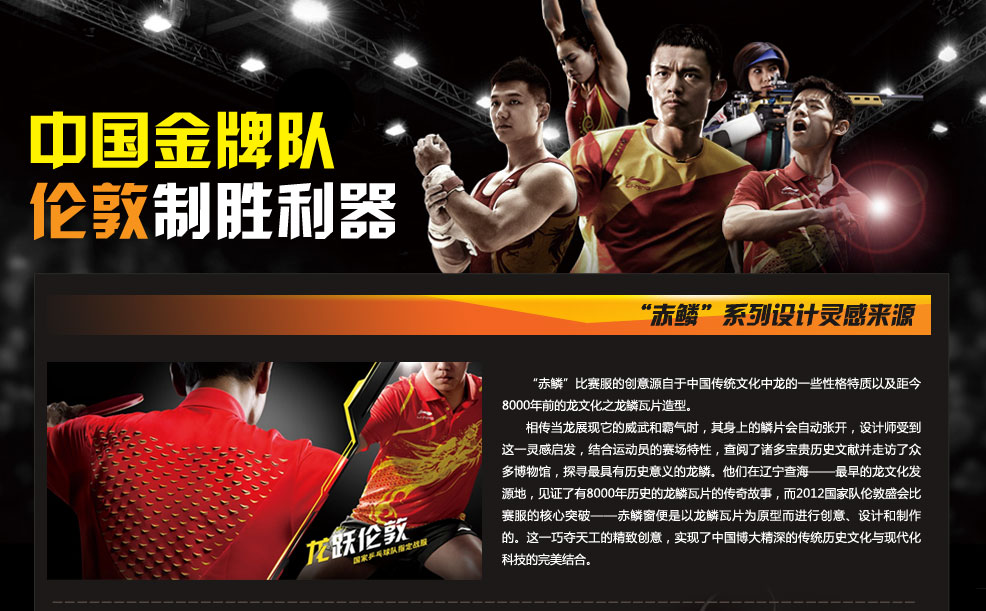 中国金牌队
伦敦制胜利器
“赤鳞”系列设计灵感来源
“赤鳞”比赛服的创意源自于中国传统文化中龙的一些性格特质以及距今
8000年前的龙文化之龙鳞瓦片造型。
相传当龙展现它的威武和霸气时，其身上的鳞片会自动张开，设计师受到
这一灵感启发，结合运动员的赛场特性，查阅了诸多宝贵历史文献并走访了众
多博物馆，探寻最具有历史意义的龙鳞。他们在辽宁查海——最早的龙文化发
源地，见证了有8000年历史的龙鳞瓦片的传奇故事，而2012国家队伦敦盛会比
赛服的核心突破——赤鳞窗便是以龙鳞瓦片为原型而进行创意、设计和制作
的。这一巧夺天工的精致创意，实现了中国博大精深的传统历史文化与现代化
科技的完美结合。
龙跃伦敦
国家乒乓球队指定战服